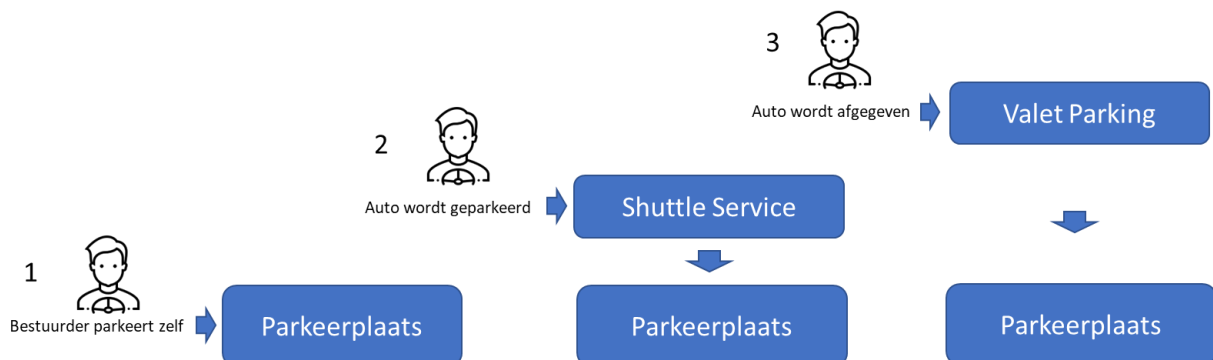 1
Bestuurder parkeert zelf
Parkeerplaats
2
Auto wordt geparkeerd
Shuttle Service
Parkeerplaats
3
Auto wordt afgegeven
Valet Parking
Parkeerplaats